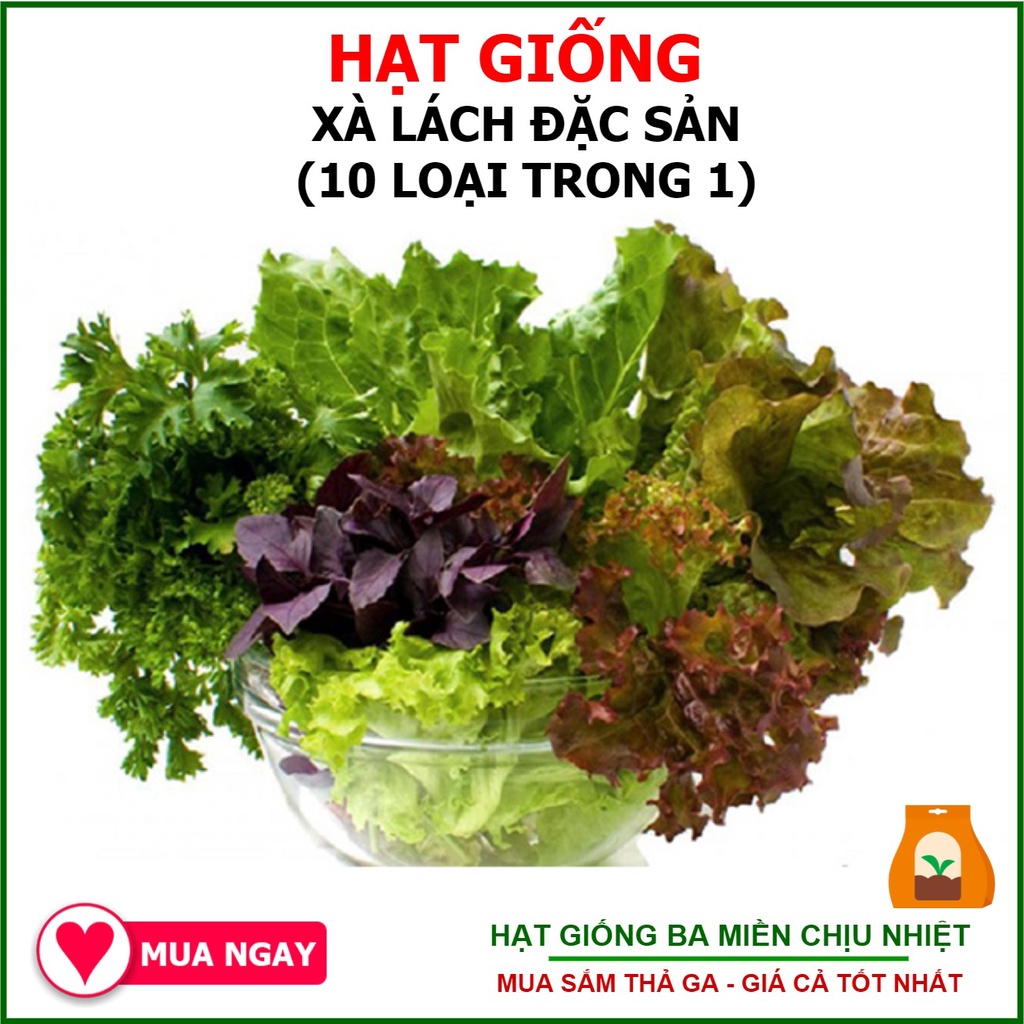 HẠT GIỐNG
XÀ LÁCH ĐẶC SẢN
(10 LOẠI TRONG 1)
MUA NGAY
HẠT GIỐNG BA MIỀN CHỊU NHIỆT
MUA SẮM THẢ GA - GIÁ CẢ TỐT NHẤT